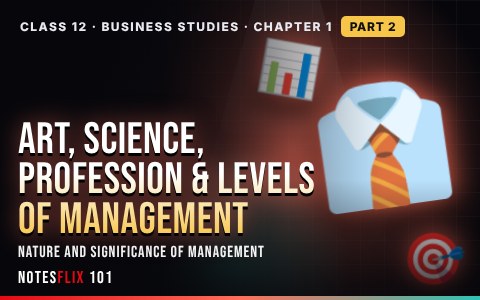 CLASS 12 · BUSINESS STUDIES · CHAPTER 1 PART 2
ART, SCIENCE,
PROFESSION & LEVELS
OF MANAGEMENT
NATURE AND SIGNIFICANCE OF MANAGEMENT
NOTESFLIX 101